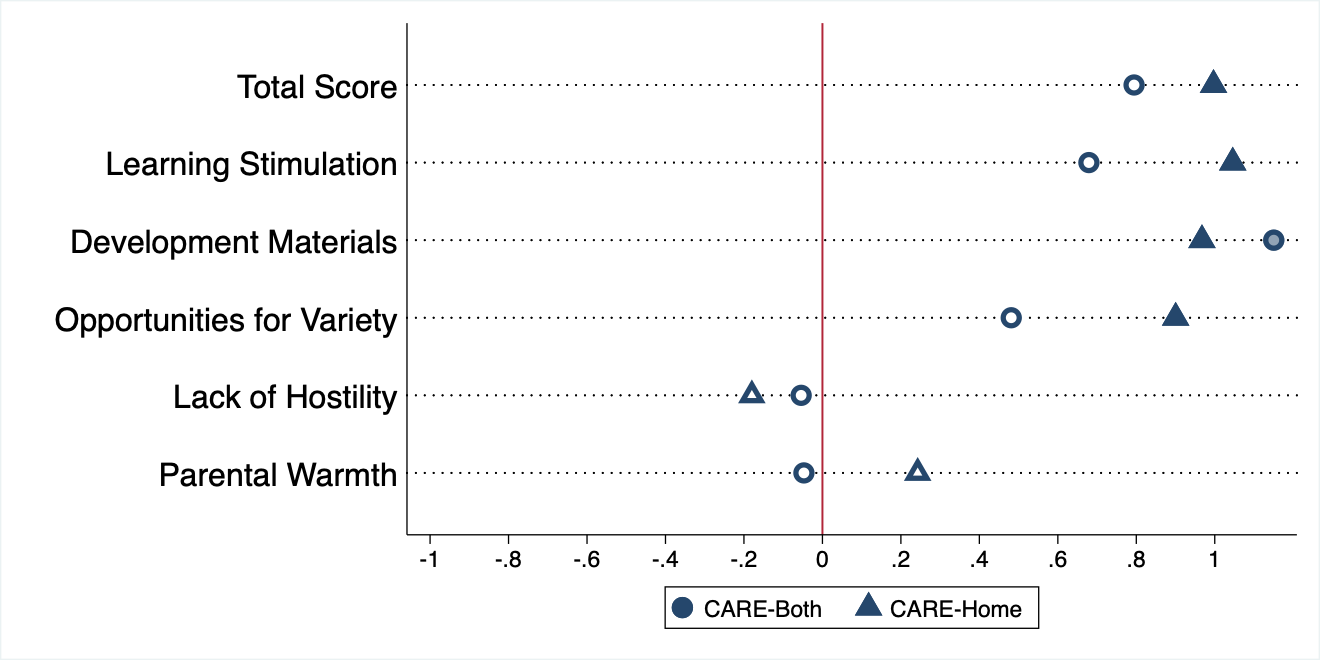 Total Score
Learning Stimulation
Development Materials
Opportunities for Variety
Lack of Hostility
Parental Warmth
-1 -.8 -.6 -.4 -.2 0 .2 .4 .6 .8 1
CARE-Both CARE-Home